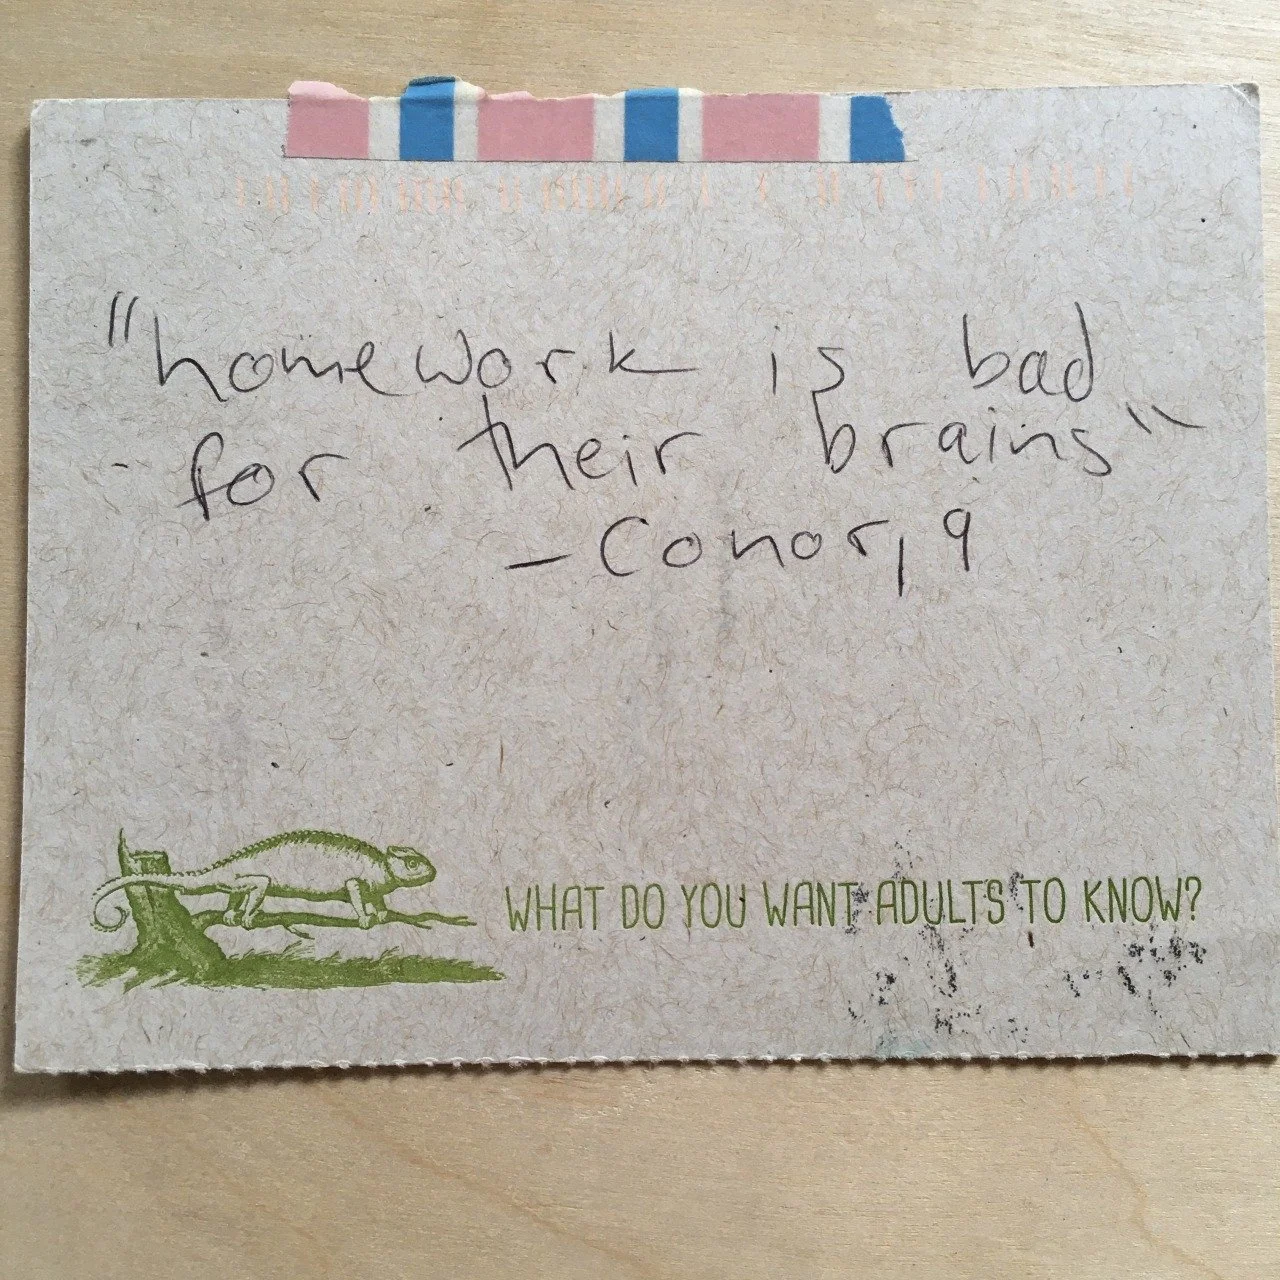 "homework is bad
for their brains"
- Conor, 9
WHAT DO YOU WANT ADULTS TO KNOW?